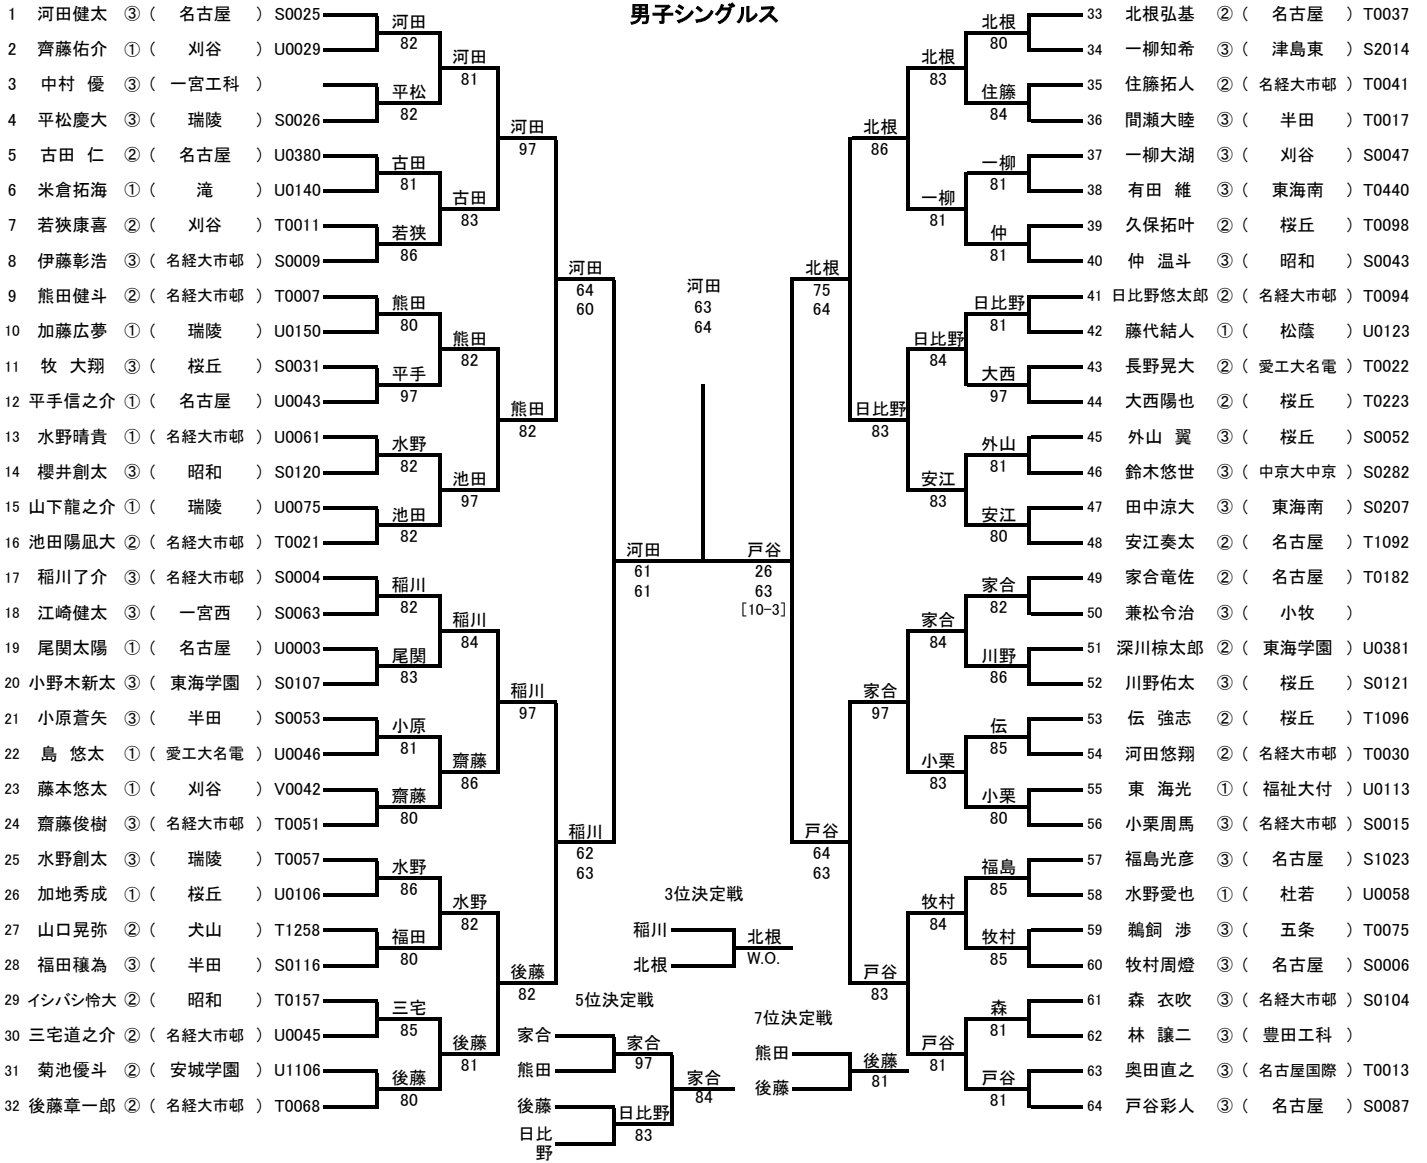 男子シングルス
1 河田健太 ③ ( 名古屋 ) S0025
2 齊藤佑介 ① ( 刈谷 ) U0029
3 中村 優 ③ ( 一宮工科 )
4 平松慶大 ③ ( 瑞陵 ) S0026
5 古田 仁 ② ( 名古屋 ) U0380
6 米倉拓海 ① ( 滝 ) U0140
7 若狹康喜 ② ( 刈谷 ) T0011
8 伊藤彰浩 ③ ( 名経大市邨 ) S0009
9 熊田健斗 ② ( 名経大市邨 ) T0007
10 加藤広夢 ① ( 瑞陵 ) U0150
11 牧 大翔 ③ ( 桜丘 ) S0031
12 平手信之介 ① ( 名古屋 ) U0043
13 水野晴貴 ① ( 名経大市邨 ) U0061
14 櫻井創太 ③ ( 昭和 ) S0120
15 山下龍之介 ① ( 瑞陵 ) U0075
16 池田陽凪大 ② ( 名経大市邨 ) T0021
17 稲川了介 ③ ( 名経大市邨 ) S0004
18 江崎健太 ③ ( 一宮西 ) S0063
19 尾関太陽 ① ( 名古屋 ) U0003
20 小野木新太 ③ ( 東海学園 ) S0107
21 小原蒼矢 ③ ( 半田 ) S0053
22 島 悠太 ① ( 愛工大名電 ) U0046
23 藤本悠太 ① ( 刈谷 ) V0042
24 齋藤俊樹 ③ ( 名経大市邨 ) T0051
25 水野創太 ③ ( 瑞陵 ) T0057
26 加地秀成 ① ( 桜丘 ) U0106
27 山口晃弥 ② ( 犬山 ) T1258
28 福田穣為 ③ ( 半田 ) S0116
29 イシバシ怜大 ② ( 昭和 ) T0157
30 三宅道之介 ② ( 名経大市邨 ) U0045
31 菊池優斗 ② ( 安城学園 ) U1106
32 後藤章一郎 ② ( 名経大市邨 ) T0068
河田
82
平松
82
古田
81
若狭
86
熊田
80
平手
97
水野
82
池田
82
稲川
82
尾関
83
小原
81
齋藤
80
水野
86
福田
80
三宅
85
後藤
80
河田
81
古田
83
熊田
82
池田
97
稲川
84
齋藤
86
水野
82
後藤
81
河田
97
熊田
82
稲川
97
後藤
82
河田
64
60
稲川
62
63
河田
61
61
河田
63
64
戸谷
26
63
[10-3]
北根
75
64
戸谷
64
63
北根
86
日比野
83
家合
97
戸谷
83
北根
83
一柳
81
日比野
84
安江
83
家合
84
小栗
83
牧村
84
戸谷
81
北根
80
住藤
84
一柳
81
仲
81
日比野
81
大西
97
外山
81
安江
80
家合
82
川野
86
伝
85
小栗
80
福島
85
牧村
85
森
81
戸谷
81
33 北根弘基 ② ( 名古屋 ) T0037
34 一柳知希 ③ ( 津島東 ) S2014
35 住藤拓人 ② ( 名経大市邨 ) T0041
36 間瀬大睦 ③ ( 半田 ) T0017
37 一柳大湖 ③ ( 刈谷 ) S0047
38 有田 維 ③ ( 東海南 ) T0440
39 久保拓叶 ② ( 桜丘 ) T0098
40 仲 温斗 ③ ( 昭和 ) S0043
41 日比野悠太郎 ② ( 名経大市邨 ) T0094
42 藤代結人 ① ( 松蔭 ) U0123
43 長野晃大 ② ( 愛工大名電 ) T0022
44 大西陽也 ② ( 桜丘 ) T0223
45 外山 翼 ③ ( 桜丘 ) S0052
46 鈴木悠世 ③ ( 中京大中京 ) S0282
47 田中涼大 ③ ( 東海南 ) S0207
48 安江奏太 ② ( 名古屋 ) T1092
49 家合竜佐 ② ( 名古屋 ) T0182
50 兼松令治 ③ ( 小牧 )
51 深川椋太郎 ② ( 東海学園 ) U0381
52 川野佑太 ③ ( 桜丘 ) S0121
53 伝 強志 ② ( 桜丘 ) T1096
54 河田悠翔 ② ( 名経大市邨 ) T0030
55 東 海光 ① ( 福祉大付 ) U0113
56 小栗周馬 ③ ( 名経大市邨 ) S0015
57 福島光彦 ③ ( 名古屋 ) S1023
58 水野愛也 ① ( 杜若 ) U0058
59 鵜飼 渉 ③ ( 五条 ) T0075
60 牧村周燈 ③ ( 名古屋 ) S0006
61 森 衣吹 ③ ( 名経大市邨 ) S0104
62 林 譲二 ③ ( 豊田工科 )
63 奥田直之 ③ ( 名古屋国際 ) T0013
64 戸谷彩人 ③ ( 名古屋 ) S0087
3位決定戦
稲川
北根
北根
W.O.
5位決定戦
家合
熊田
家合
97
後藤
日比
野
日比野
83
家合
84
7位決定戦
熊田
後藤
後藤
81